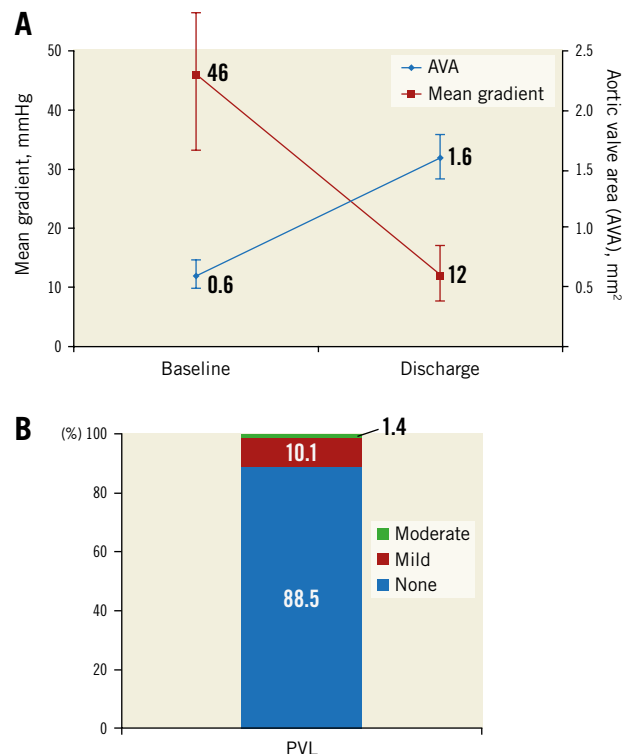 A
50
40
30
20
10
0
Mean gradient, mmHg
2.5
2.0
1.5
1.0
0.5
Aortic valve area (AVA), mm²
AVA
Mean gradient
46
0.6
1.6
12
Baseline
Discharge
B
(%) 100
80
60
40
20
0
1.4
10.1
88.5
Moderate
Mild
None
PVL